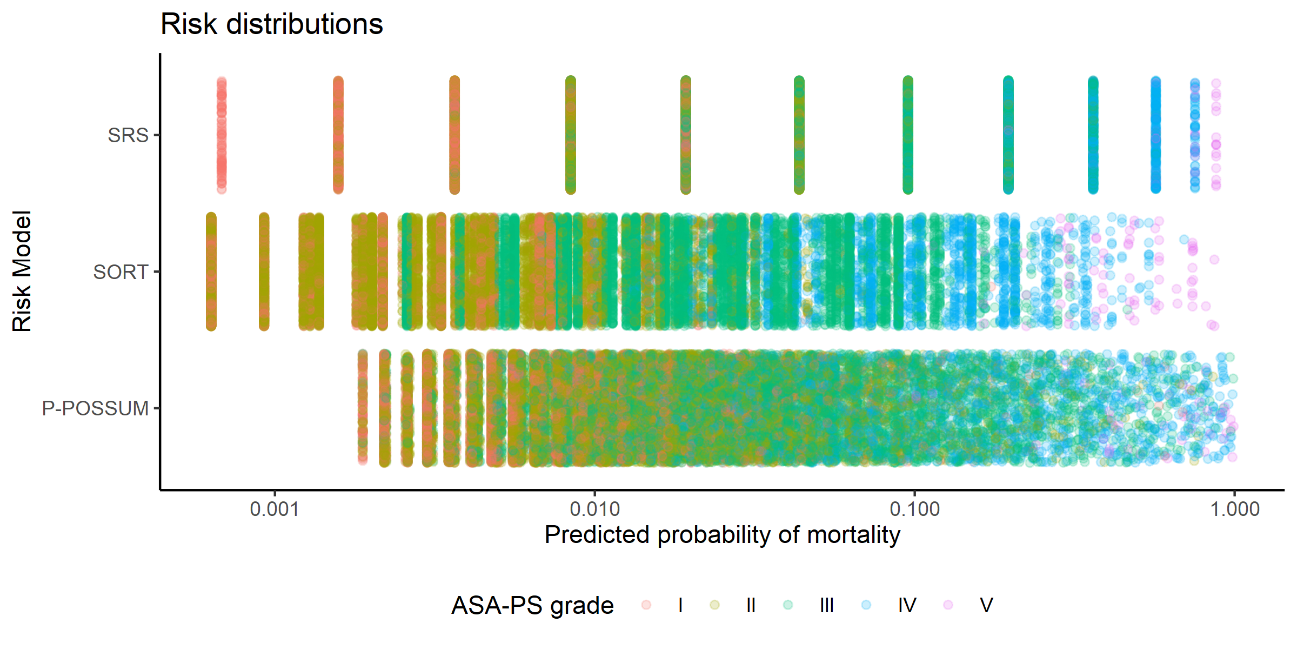 Risk distributions
Risk Model
SRS
SORT
P-POSSUM
0.001 0.010 0.100 1.000
Predicted probability of mortality
ASA-PS grade I II III IV V